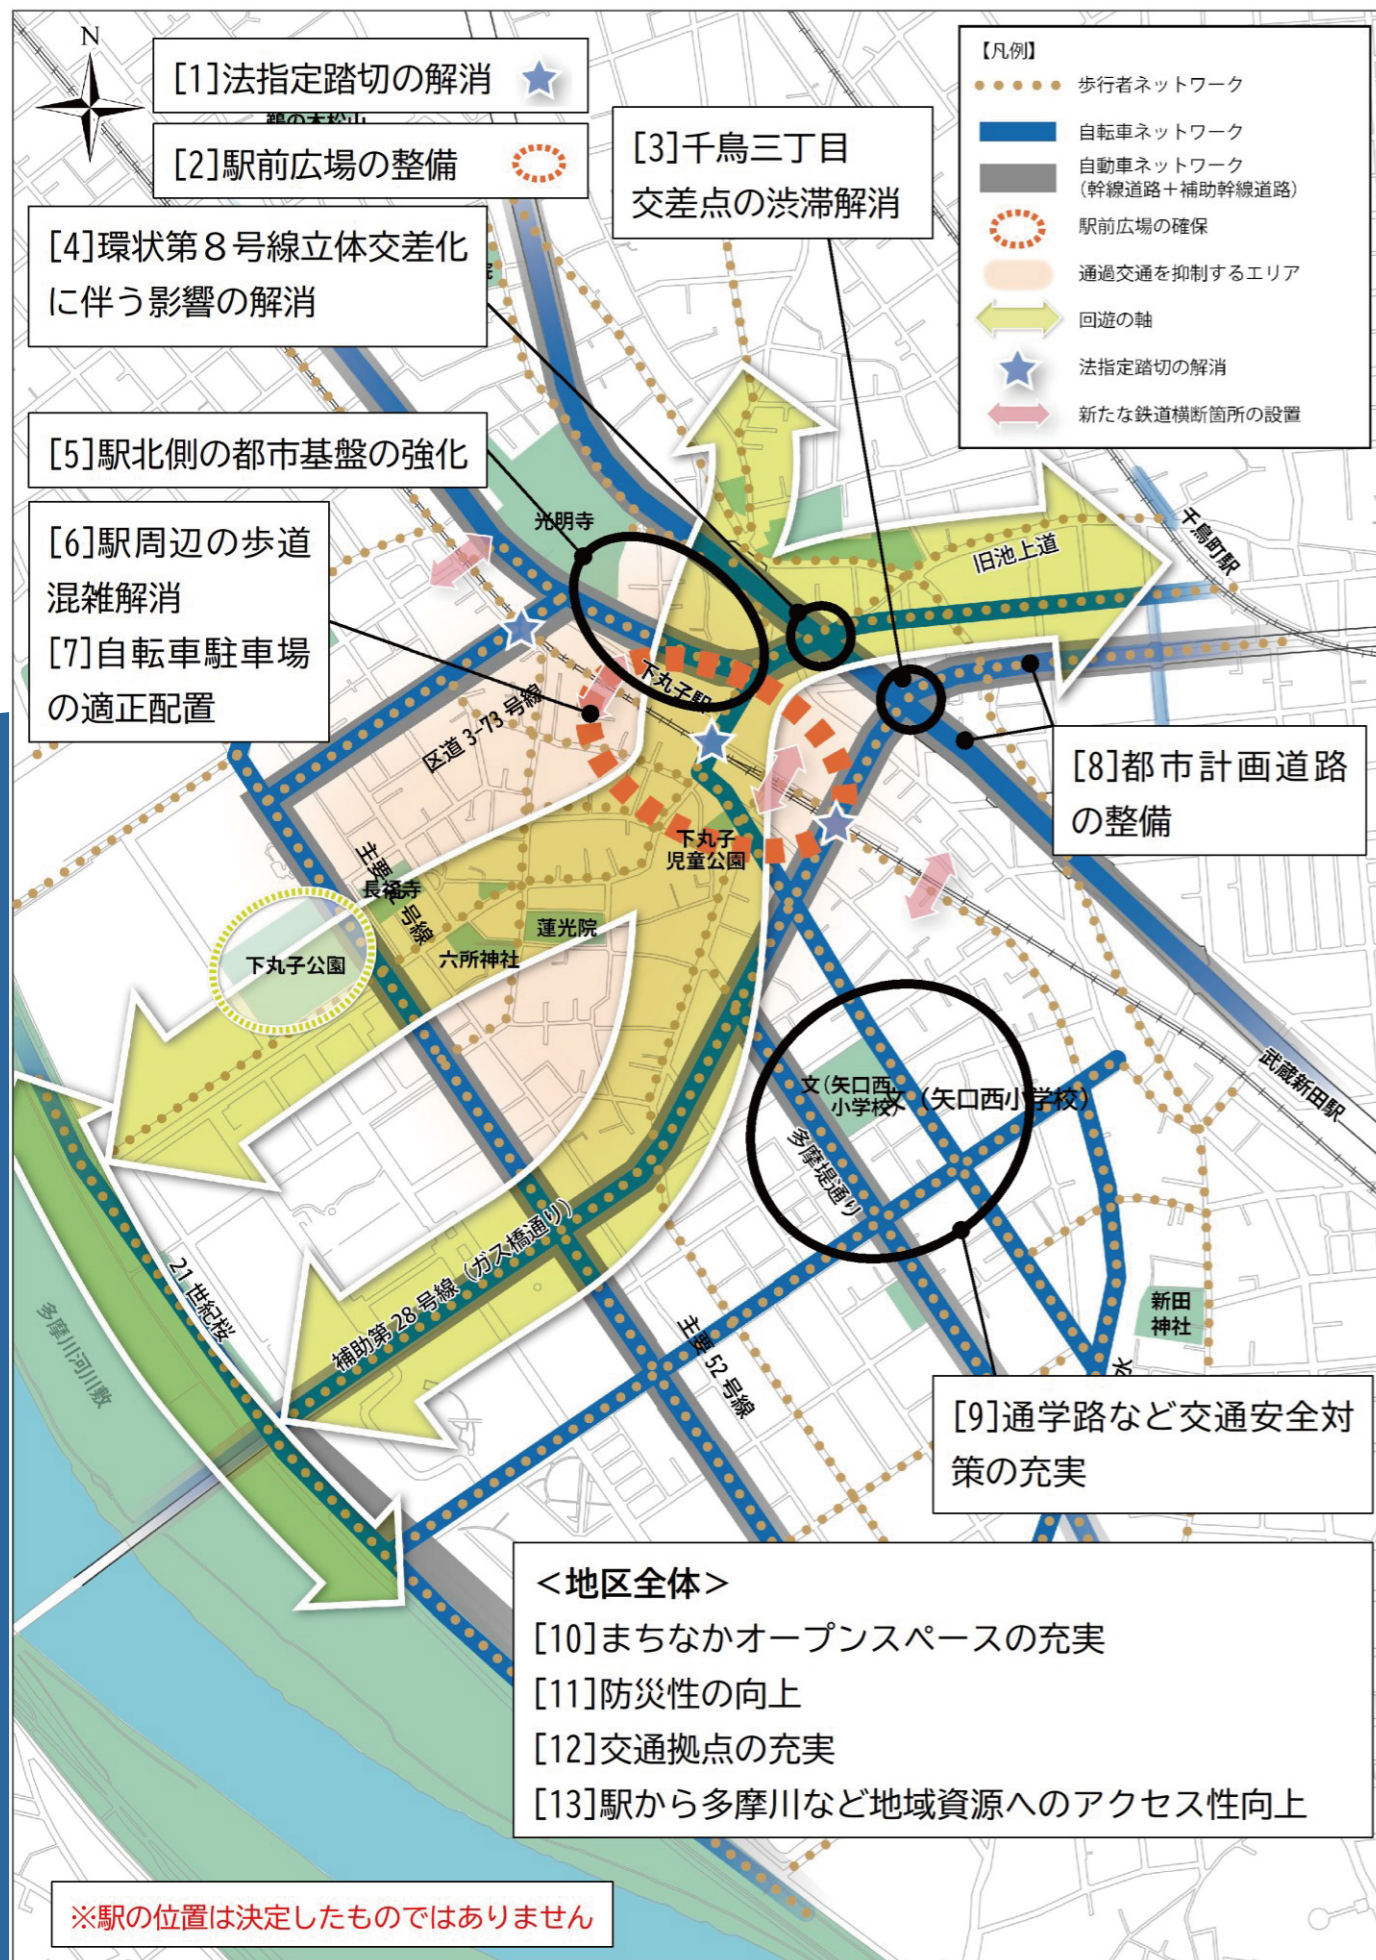 N
[1]法指定踏切の解消
[2]駅前広場の整備
[3]千鳥三丁目
交差点の渋滞解消
[4]環状第８号線立体交差化
に伴う影響の解消
[5]駅北側の都市基盤の強化
[6]駅周辺の歩道
混雑解消
[7]自転車駐車場
の適正配置
【凡例】
歩行者ネットワーク
自転車ネットワーク
自動車ネットワーク
(幹線道路＋補助幹線道路)
駅前広場の確保
通過交通を抑制するエリア
回遊の軸
法指定踏切の解消
新たな鉄道横断箇所の設置
光明寺
旧池上道
千鳥町駅
下丸子駅
区道 3-73 号線
[8]都市計画道路
の整備
下丸子
児童公園
長福寺
蓮光院
六所神社
下丸子公園
武蔵新田駅
文(矢口西
小学校)
文（矢口西小学校）
多摩堤通り
補助第 28 号線（ガス橋通り）
21 世紀桜
多摩川河川敷
主要 52 号線
新田
神社
水
[9]通学路など交通安全対
策の充実
＜地区全体＞
[10]まちなかオープンスペースの充実
[11]防災性の向上
[12]交通拠点の充実
[13]駅から多摩川など地域資源へのアクセス性向上
※駅の位置は決定したものではありません